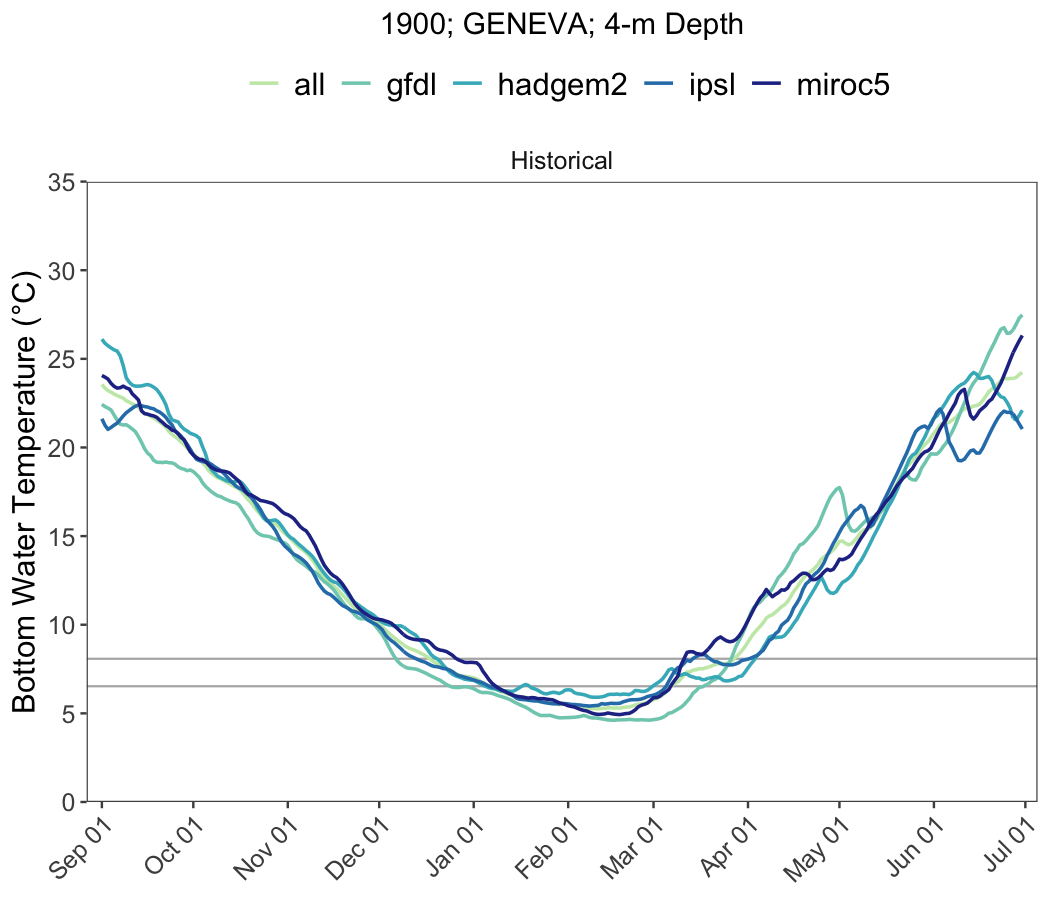 1900; GENEVA; 4-m Depth
all gfdl hadgem2 ipsl miroc5
Historical
Bottom Water Temperature (°C)
35
30
25
20
15
10
5
0
Sep 01 Oct 01 Nov 01 Dec 01 Jan 01 Feb 01 Mar 01 Apr 01 May 01 Jun 01 Jul 01